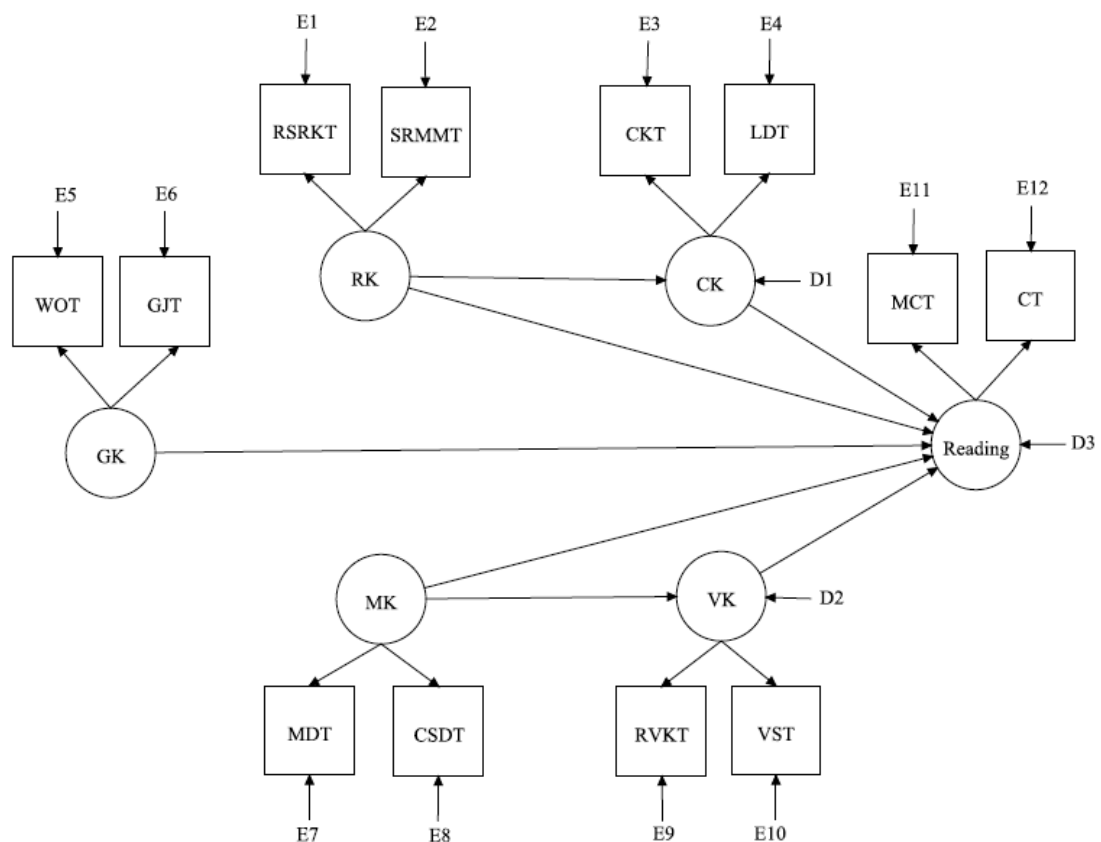 E1
E2
E3
E4
RSRKT
SRMMT
CKT
LDT
E5
E6
E11
E12
WOT
GJT
RK
CK
D1
MCT
CT
GK
Reading
D3
MK
VK
D2
MDT
CSDT
RVKT
VST
E7
E8
E9
E10